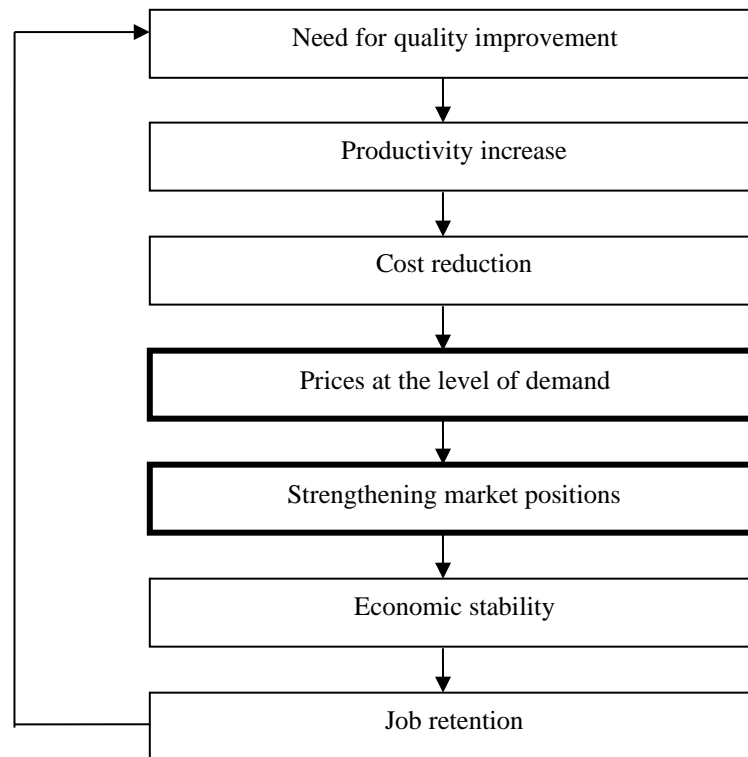 Need for quality improvement
Productivity increase
Cost reduction
Prices at the level of demand
Strengthening market positions
Economic stability
Job retention